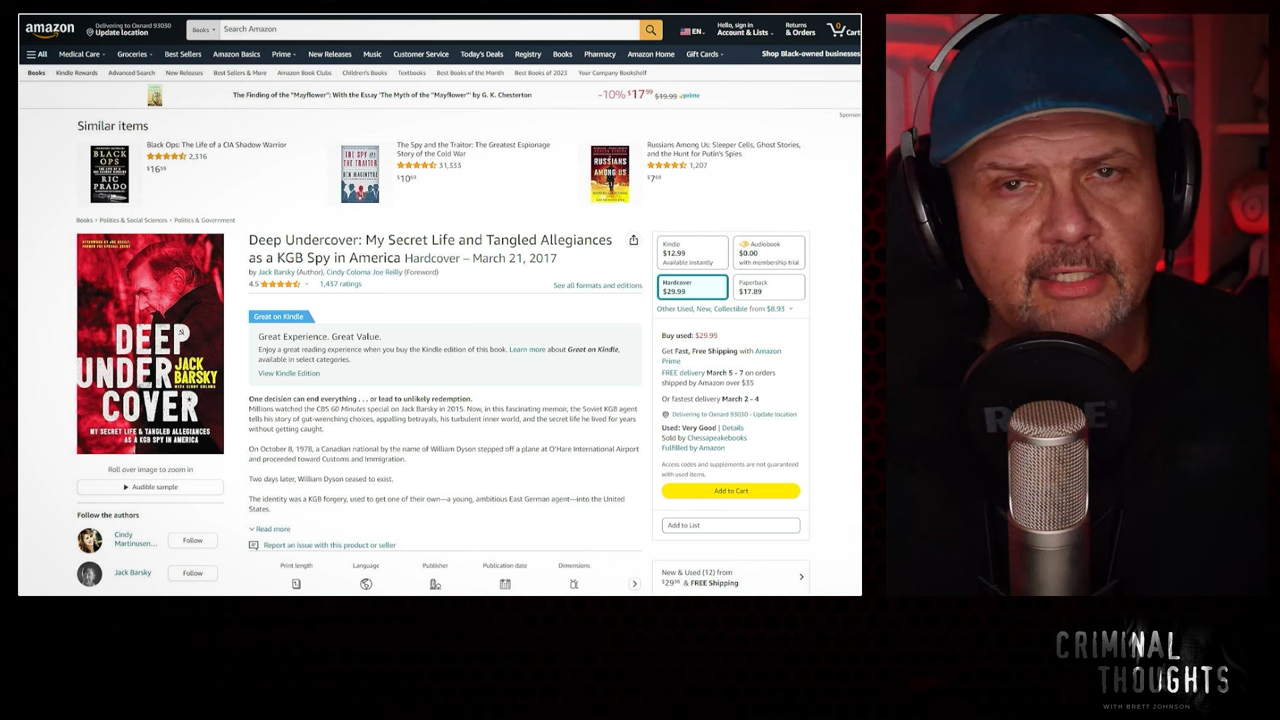 amazon
Delivering to Oxnard 93030
Update location
Books
Search Amazon
EN
Hello, sign in
Account & Lists
Returns
& Orders
0
Cart
All
Medical Care
Groceries
Best Sellers
Amazon Basics
Prime
New Releases
Music
Customer Service
Today's Deals
Registry
Books
Pharmacy
Amazon Home
Gift Cards
Shop Black-owned businesses
Books
Kindle Rewards
Advanced Search
New Releases
Best Sellers & More
Amazon Book Clubs
Children's Books
Textbooks
Best Books of the Month
Best Books of 2023
Your Company Bookshelf
The Finding of the "Mayflower": With the Essay 'The Myth of the "Mayflower"' by G. K. Chesterton
-10% $17.99 $19.99 prime
Sponsor
Similar items
BLACK
OPS
RIC
PRADO
Black Ops: The Life of a CIA Shadow Warrior
2,316
THE SPY
AND THE
TRAITOR
BEN MACINTYRE
The Spy and the Traitor: The Greatest Espionage
Story of the Cold War
31,333
RUSSIANS
AMONG US
Russians Among Us: Sleeper Cells, Ghost Stories,
and the Hunt for Putin's Spies
1,207
Books › Politics & Social Sciences › Politics & Government
DEEP
UNDER
COVER
JACK
BARSKY
MY SECRET LIFE & TANGLED ALLEGIANCES
AS A KGB SPY IN AMERICA
Roll over image to zoom in
Audible sample
Follow the authors
Cindy
Martinusen...
Follow
Jack Barsky
Follow
Deep Undercover: My Secret Life and Tangled Allegiances
as a KGB Spy in America Hardcover – March 21, 2017
by Jack Barsky (Author), Cindy Coloma Joe Reilly (Foreword)
4.5
1,437 ratings
See all formats and editions
Great on Kindle
Great Experience. Great Value.
Enjoy a great reading experience when you buy the Kindle edition of this book. Learn more about Great on Kindle,
available in select categories.
View Kindle Edition
One decision can end everything . . . or lead to unlikely redemption.
Millions watched the CBS 60 Minutes special on Jack Barsky in 2015. Now, in this fascinating memoir, the Soviet KGB agent
tells his story of gut-wrenching choices, appalling betrayals, his turbulent inner world, and the secret life he lived for years
without getting caught.
On October 8, 1978, a Canadian national by the name of William Dyson stepped off a plane at O'Hare International Airport
and proceeded toward Customs and Immigration.
Two days later, William Dyson ceased to exist.
The identity was a KGB forgery, used to get one of their own—a young, ambitious East German agent—into the United
States.
Read more
Report an issue with this product or seller
Print length
Language
Publisher
Publication date
Dimensions
Kindle
$12.99
Available instantly
Audiobook
$0.00
with membership trial
Hardcover
$29.99
Paperback
$17.89
Other Used, New, Collectible from $8.93
Buy used: $29.99
Get Fast, Free Shipping with Amazon
Prime
FREE delivery March 5 - 7 on orders
shipped by Amazon over $35
Or fastest delivery March 2 - 4
Delivering to Oxnard 93030 - Update location
Used: Very Good | Details
Sold by Chessapeakebooks
Fulfilled by Amazon
Access codes and supplements are not guaranteed
with used items.
Add to Cart
Add to List
New & Used (12) from
& FREE Shipping
CRIMINAL
THOUGHTS
WITH BRETT JOHNSON